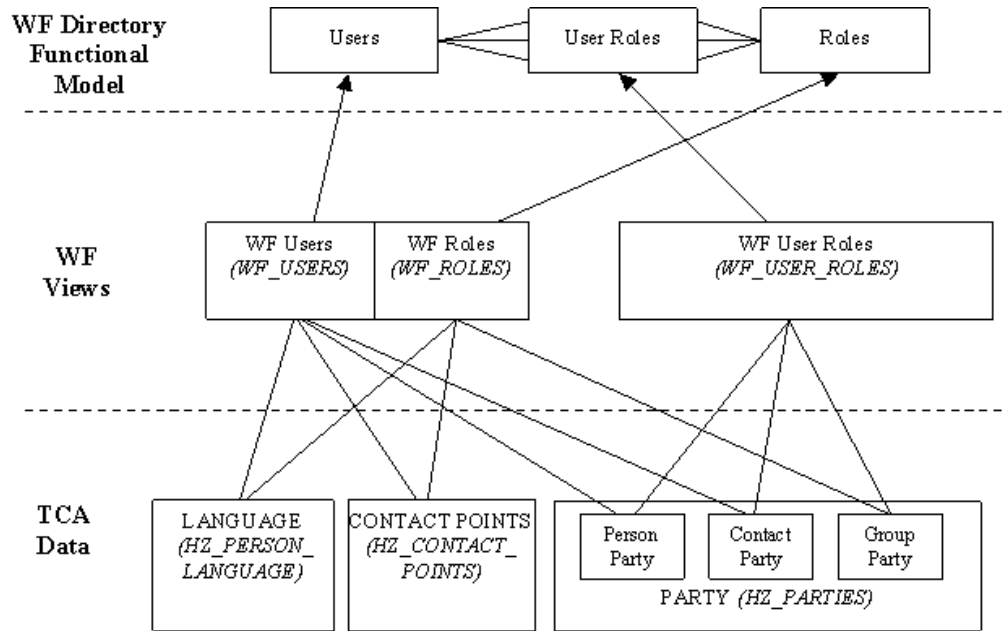 WF Directory
Functional
Model
Users
User Roles
Roles
WF
Views
WF Users
(WF_USERS)
WF Roles
(WF_ROLES)
WF User Roles
(WF_USER_ROLES)
TCA
Data
LANGUAGE
(HZ_PERSON_
LANGUAGE)
CONTACT POINTS
(HZ_CONTACT_
POINTS)
Person
Party
Contact
Party
Group
Party
PARTY (HZ_PARTIES)